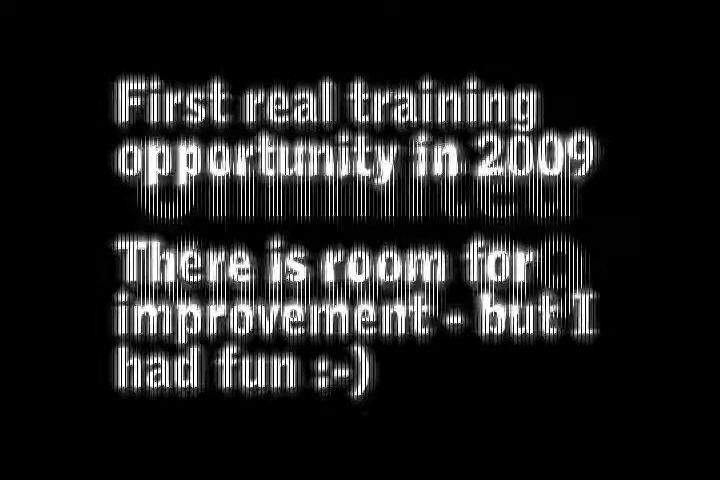 First real training
opportunity in 2009
There is room for
improvement - but I
had fun :-)